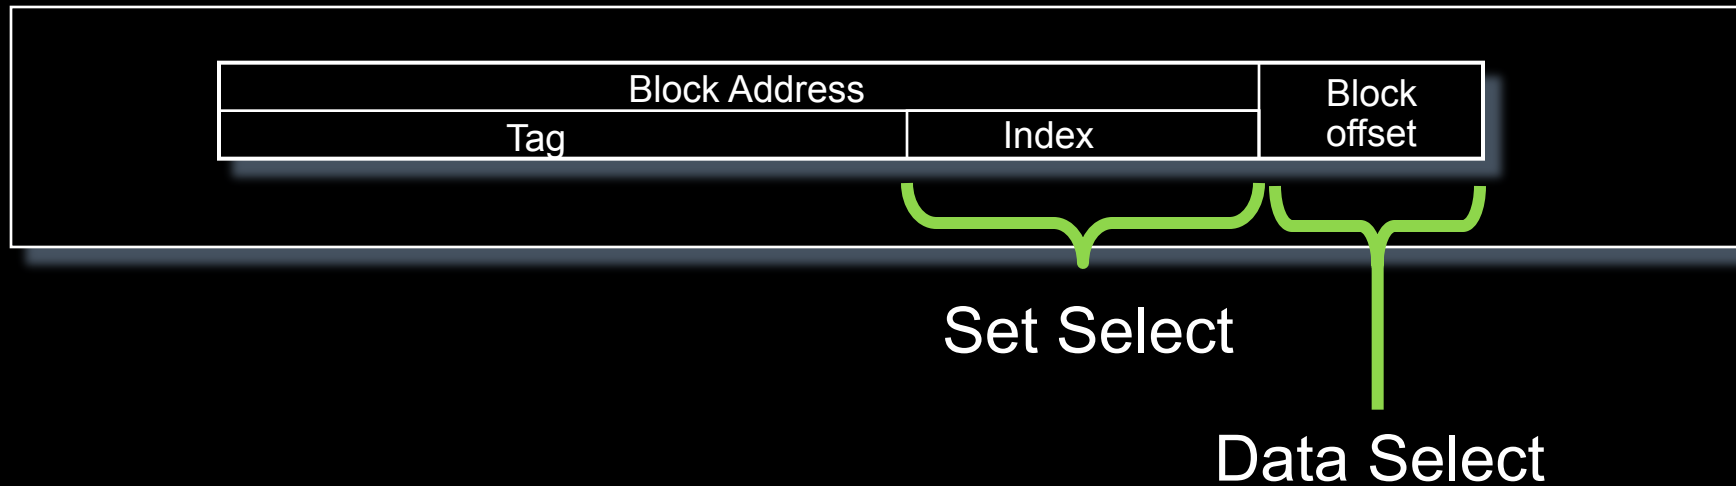 Block Address
Block
offset
Tag
Index
Set Select
Data Select